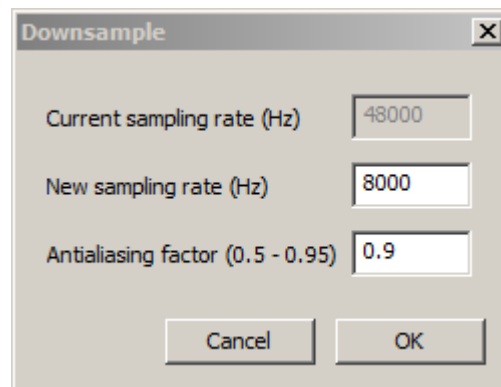 Downsample
Current sampling rate (Hz) 48000
New sampling rate (Hz) 8000
Antialiasing factor (0.5 - 0.95) 0.9
Cancel OK